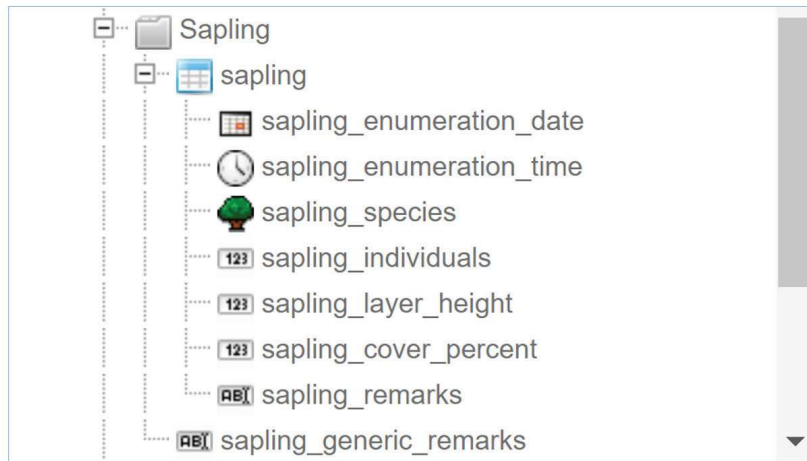 Sapling
sapling
sapling_enumeration_date
sapling_enumeration_time
sapling_species
123 sapling_individuals
123 sapling_layer_height
123 sapling_cover_percent
ABI sapling_remarks
ABI sapling_generic_remarks